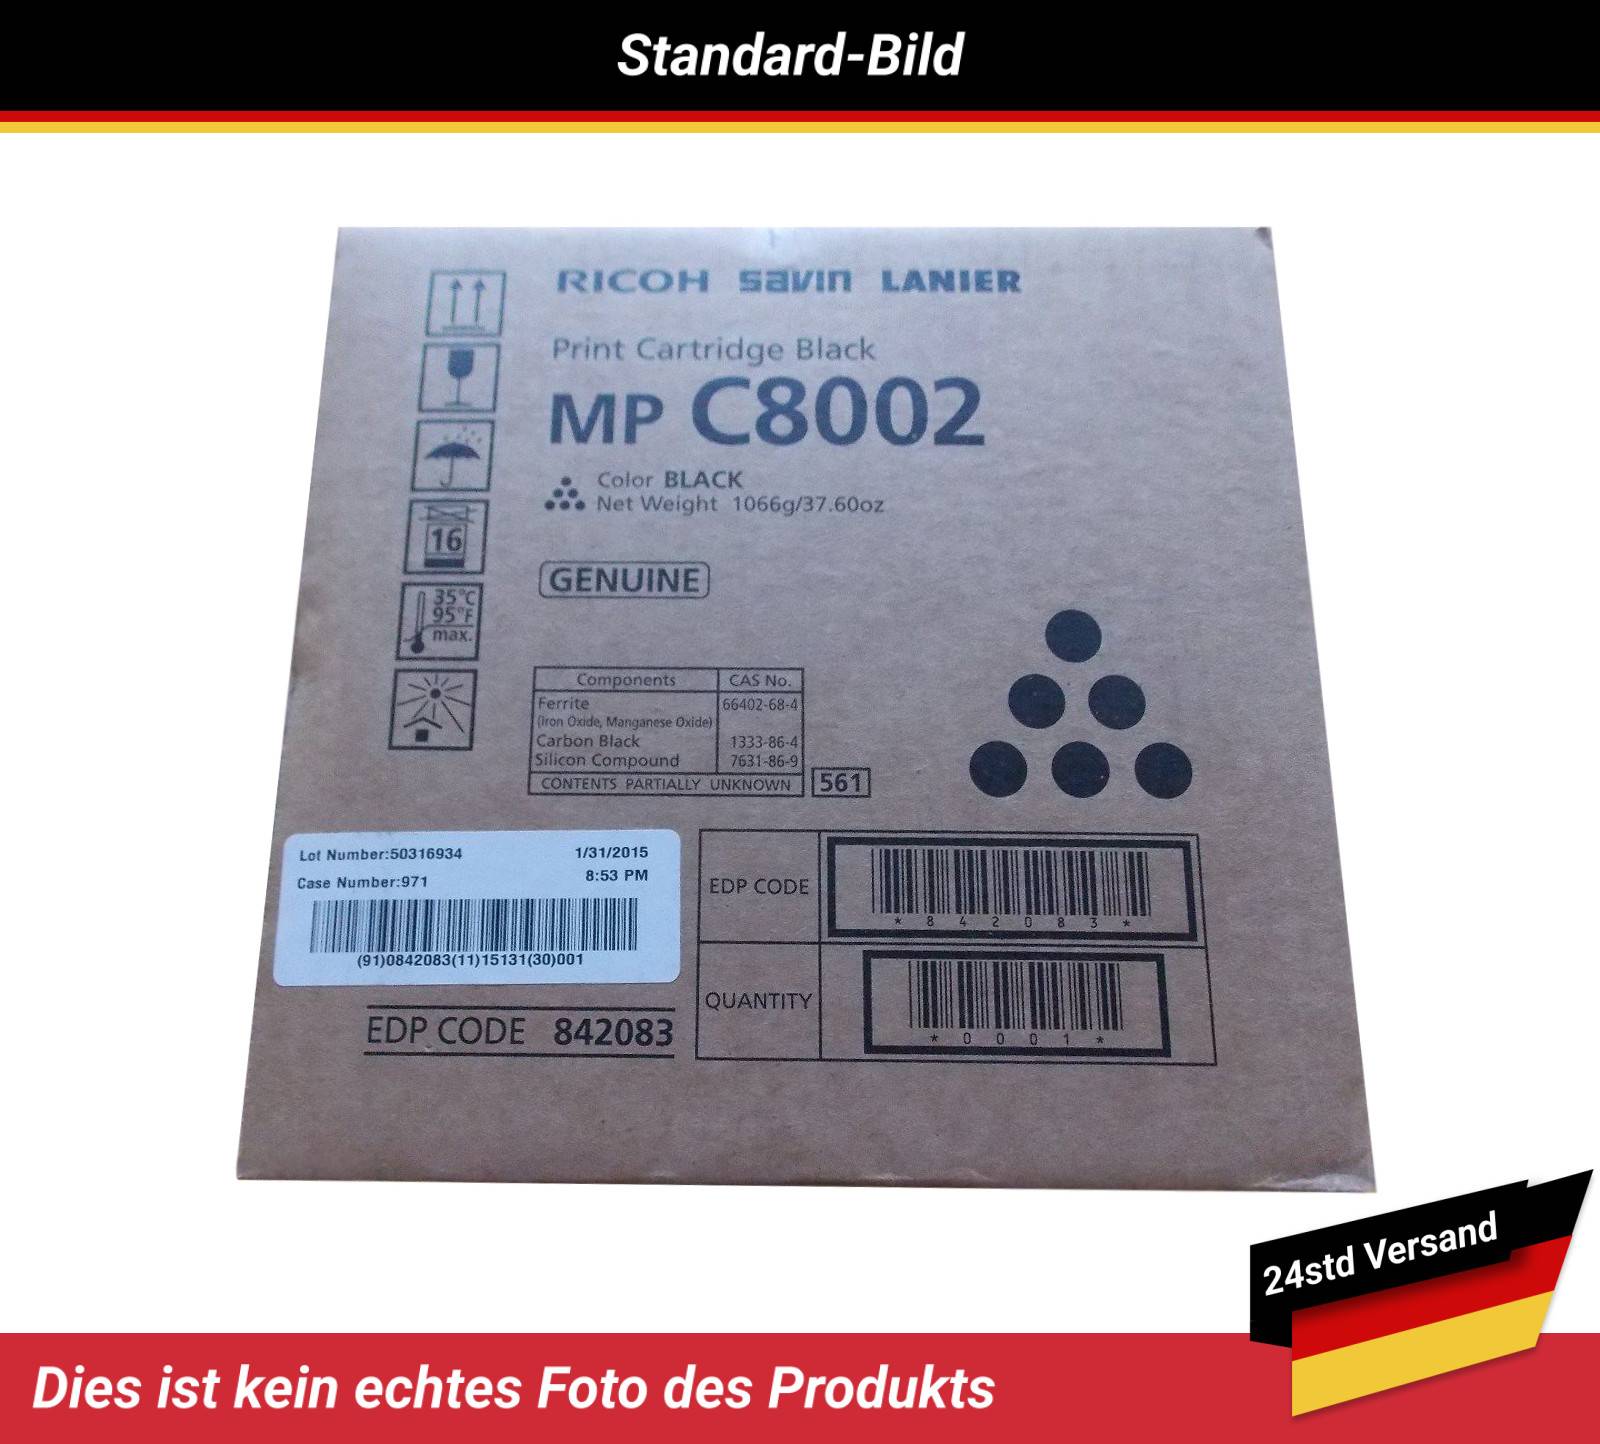 Standard-Bild
RICOH savin LANIER
Print Cartridge Black
MP C8002
Color BLACK
Net Weight 1066g/37.60oz
16
35°C
95°F
max.
GENUINE
Components CAS No.
Ferrite 66402-68-4
(Iron Oxide, Manganese Oxide)
Carbon Black 1333-86-4
Silicon Compound 7631-86-9
CONTENTS PARTIALLY UNKNOWN 561
Lot Number:50316934 1/31/2015
Case Number:971 8:53 PM
(91)0842083(11)15131(30)001
EDP CODE 842083
EDP CODE
* 8 4 2 0 8 3 *
QUANTITY
* 0 0 0 1 *
24std Versand
Dies ist kein echtes Foto des Produkts